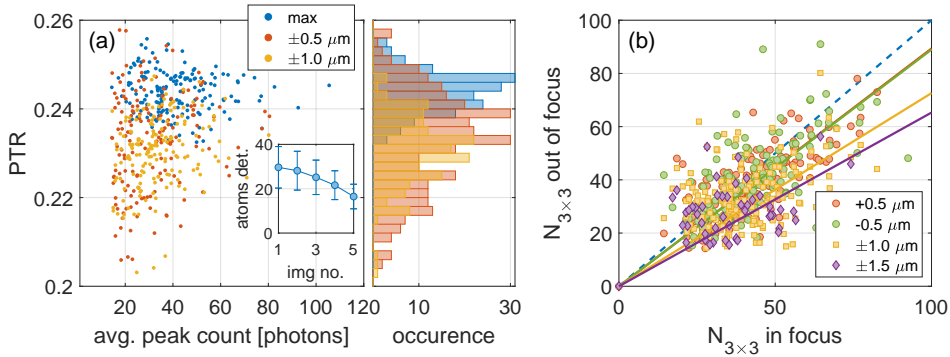 (a)
max
±0.5 μm
±1.0 μm
PTR
0.26
0.24
0.22
0.2
20 40 60 80 100 120
avg. peak count [photons]
atoms det.
40
20
0
1 3 5
img no.
0 10 20 30
occurence
(b)
N3×3 out of focus
100
80
60
40
20
0
0 50 100
N3×3 in focus
+0.5 μm
-0.5 μm
±1.0 μm
±1.5 μm